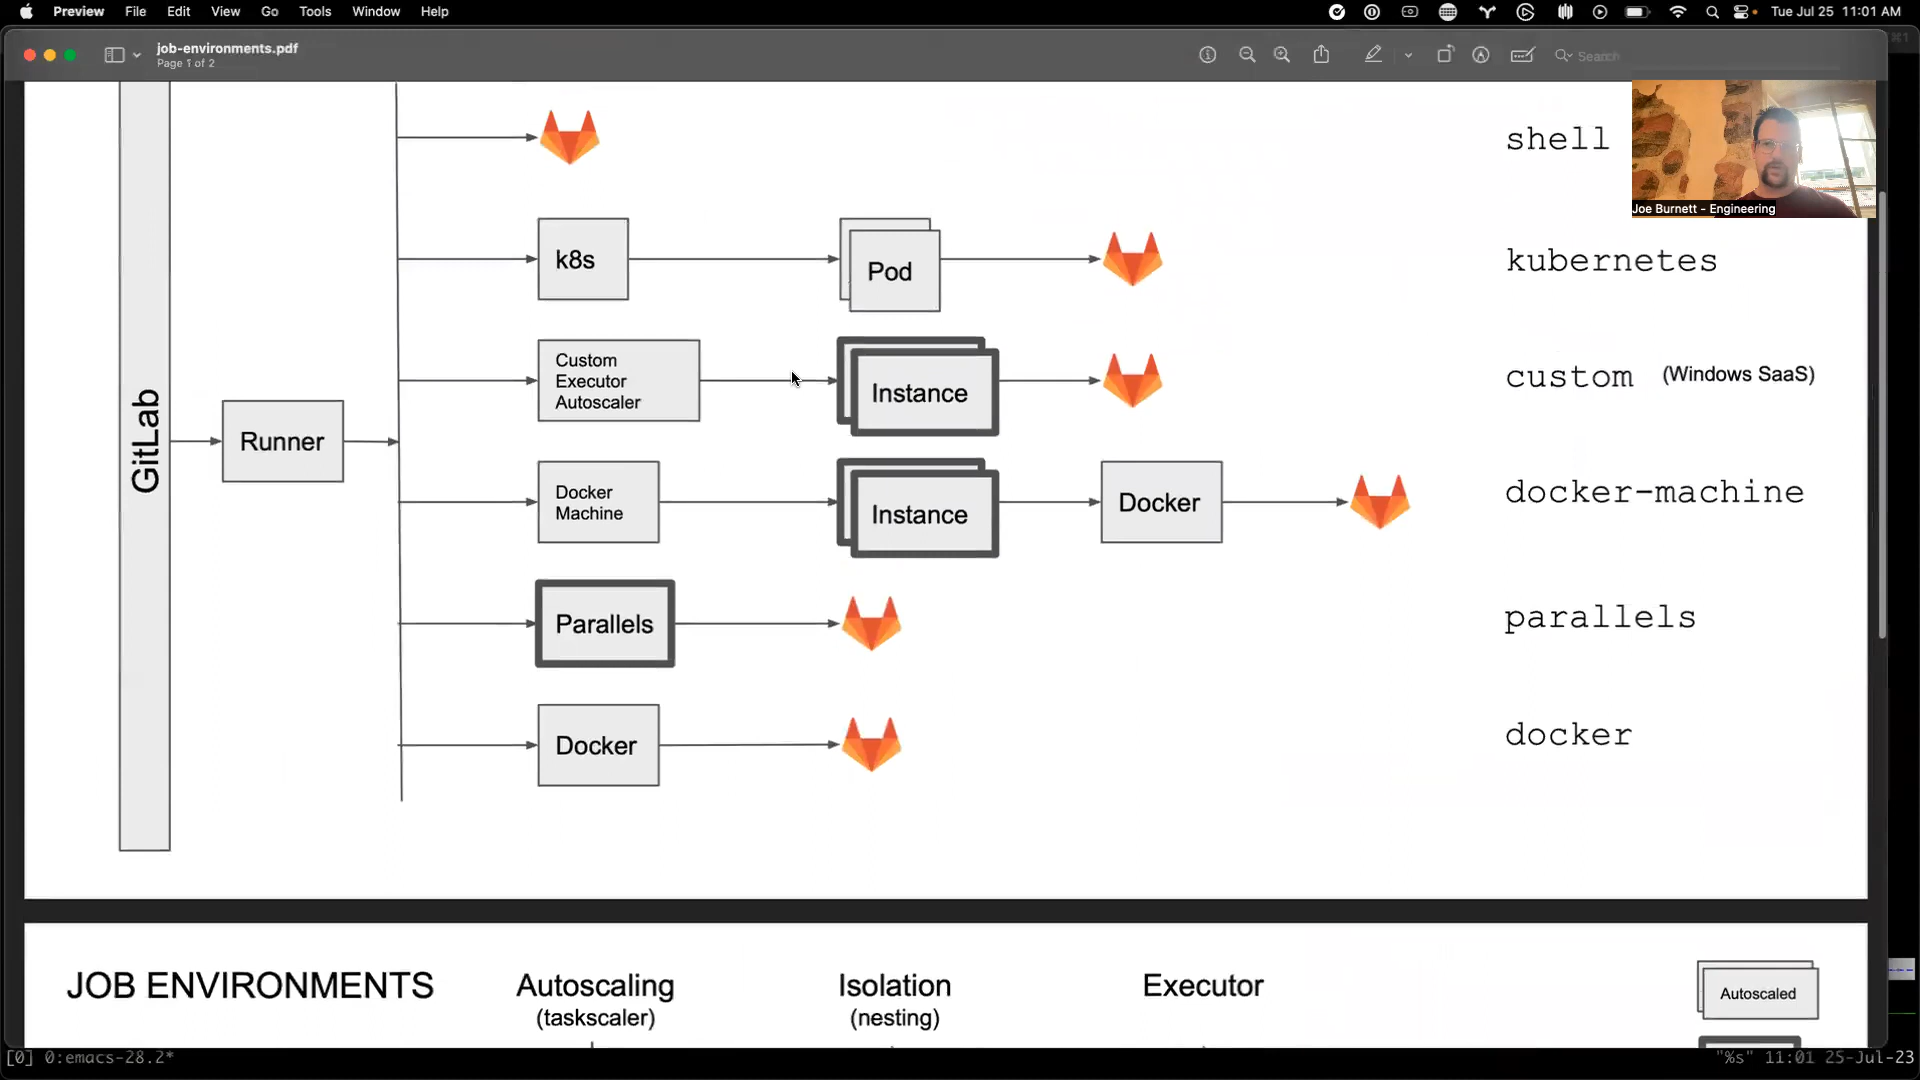 Preview File Edit View Go Tools Window Help
Tue Jul 25 11:01 AM
job-environments.pdf
Page 1 of 2
Search
shell
Joe Burnett - Engineering
k8s
Pod
kubernetes
Custom
Executor
Autoscaler
Instance
custom (Windows SaaS)
GitLab
Runner
Docker
Machine
Instance
Docker
docker-machine
Parallels
parallels
Docker
docker
JOB ENVIRONMENTS
Autoscaling
(taskscaler)
Isolation
(nesting)
Executor
Autoscaled
[0] 0:emacs-28.2*
"%s" 11:01 25-Jul-23